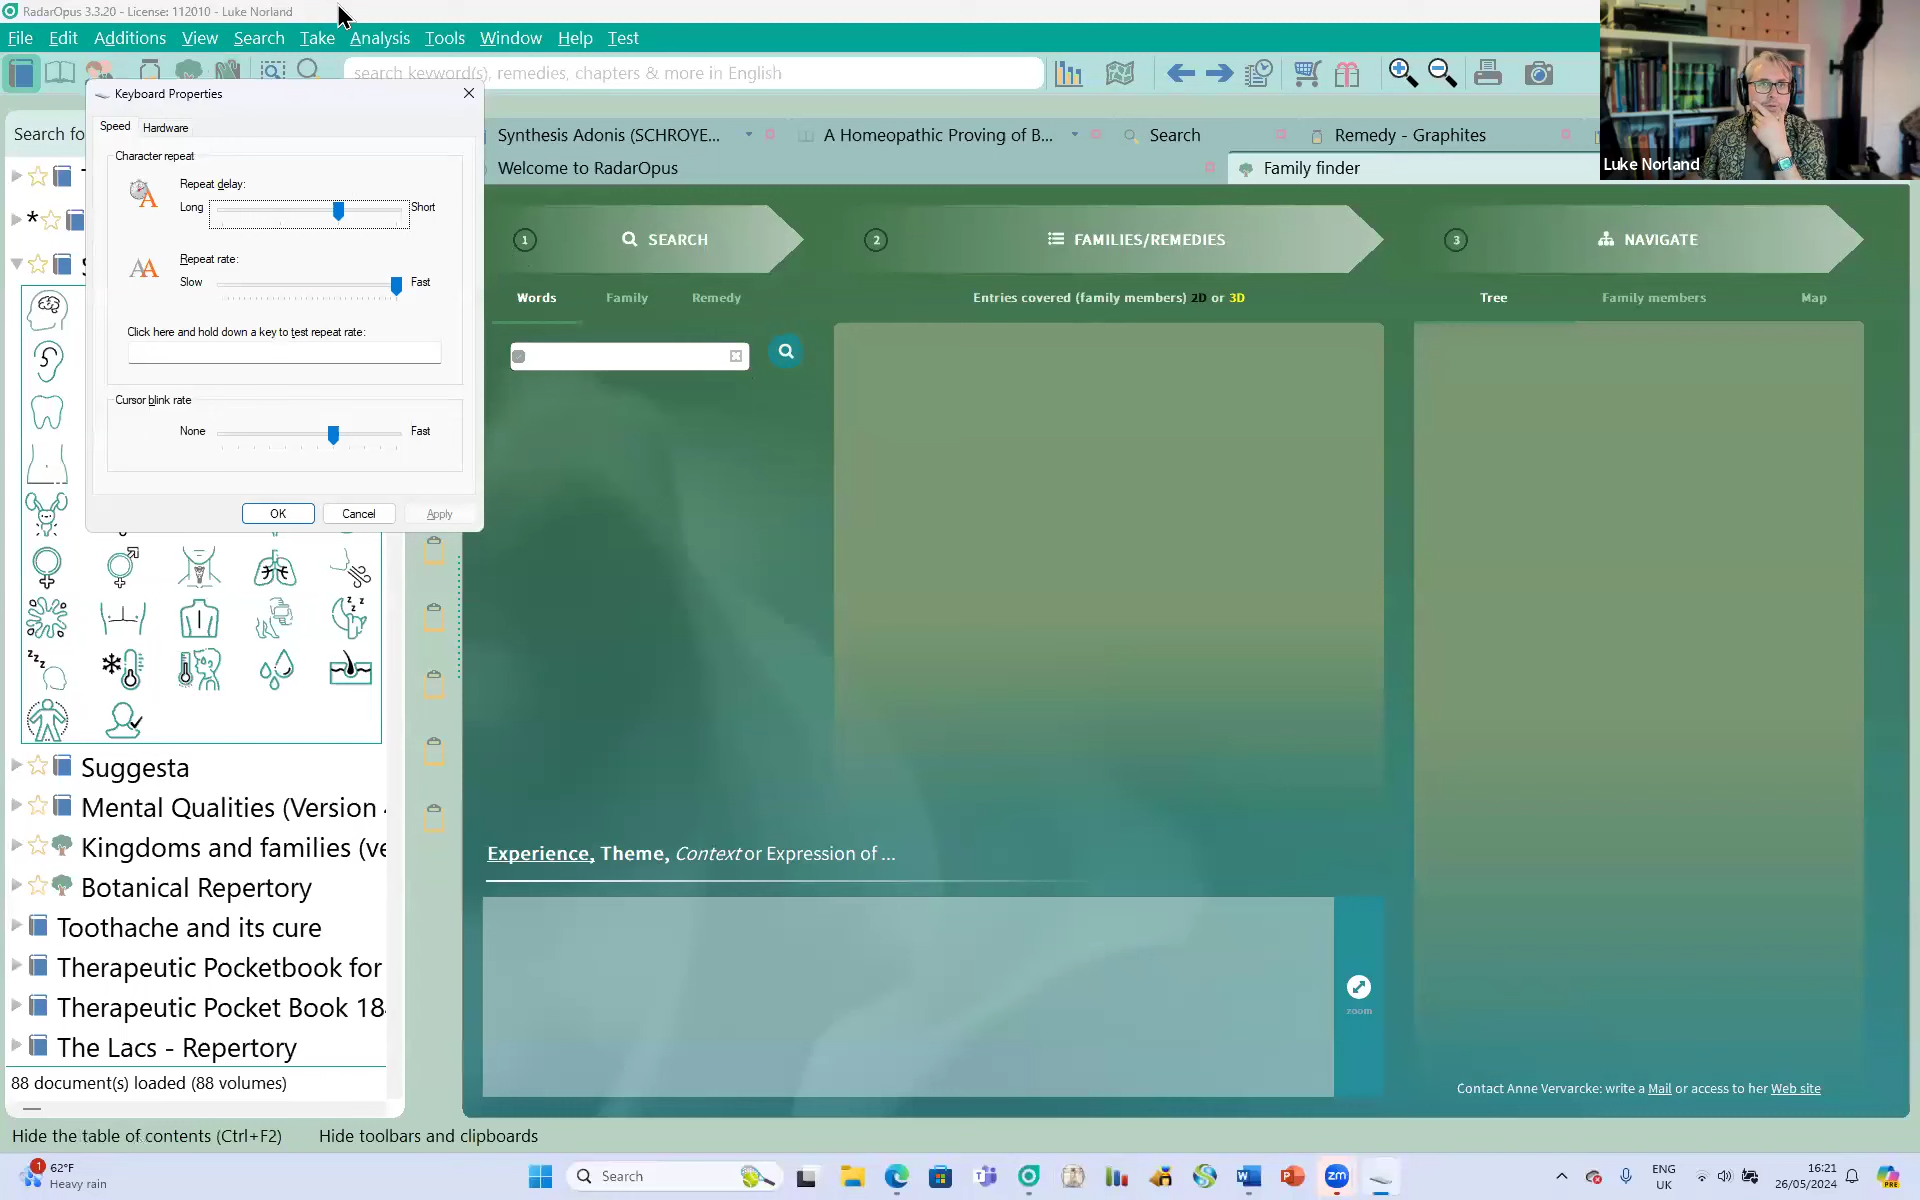 RadarOpus 3.3.20 - License: 112010 - Luke Norland
File Edit Additions View Search Take Analysis Tools Window Help Test
search keyword(s), remedies, chapters & more in English
Luke Norland
Keyboard Properties
Speed Hardware
Character repeat
Repeat delay:
Long Short
Repeat rate:
Slow Fast
Click here and hold down a key to test repeat rate:
Cursor blink rate
None Fast
OK Cancel Apply
Search fo
*
Suggesta
Mental Qualities (Version
Kingdoms and families (ve
Botanical Repertory
Toothache and its cure
Therapeutic Pocketbook for
Therapeutic Pocket Book 18
The Lacs - Repertory
88 document(s) loaded (88 volumes)
Synthesis Adonis (SCHROYE... A Homeopathic Proving of B... Search Remedy - Graphites
Welcome to RadarOpus Family finder
1 SEARCH 2 FAMILIES/REMEDIES 3 NAVIGATE
Words Family Remedy Entries covered (family members) 2D or 3D Tree Family members Map
Experience, Theme, Context or Expression of ...
zoom
Contact Anne Vervarcke: write a Mail or access to her Web site
Hide the table of contents (Ctrl+F2) Hide toolbars and clipboards
1 62°F
Heavy rain
Search
zm
ENG
UK
16:21
26/05/2024
PRE